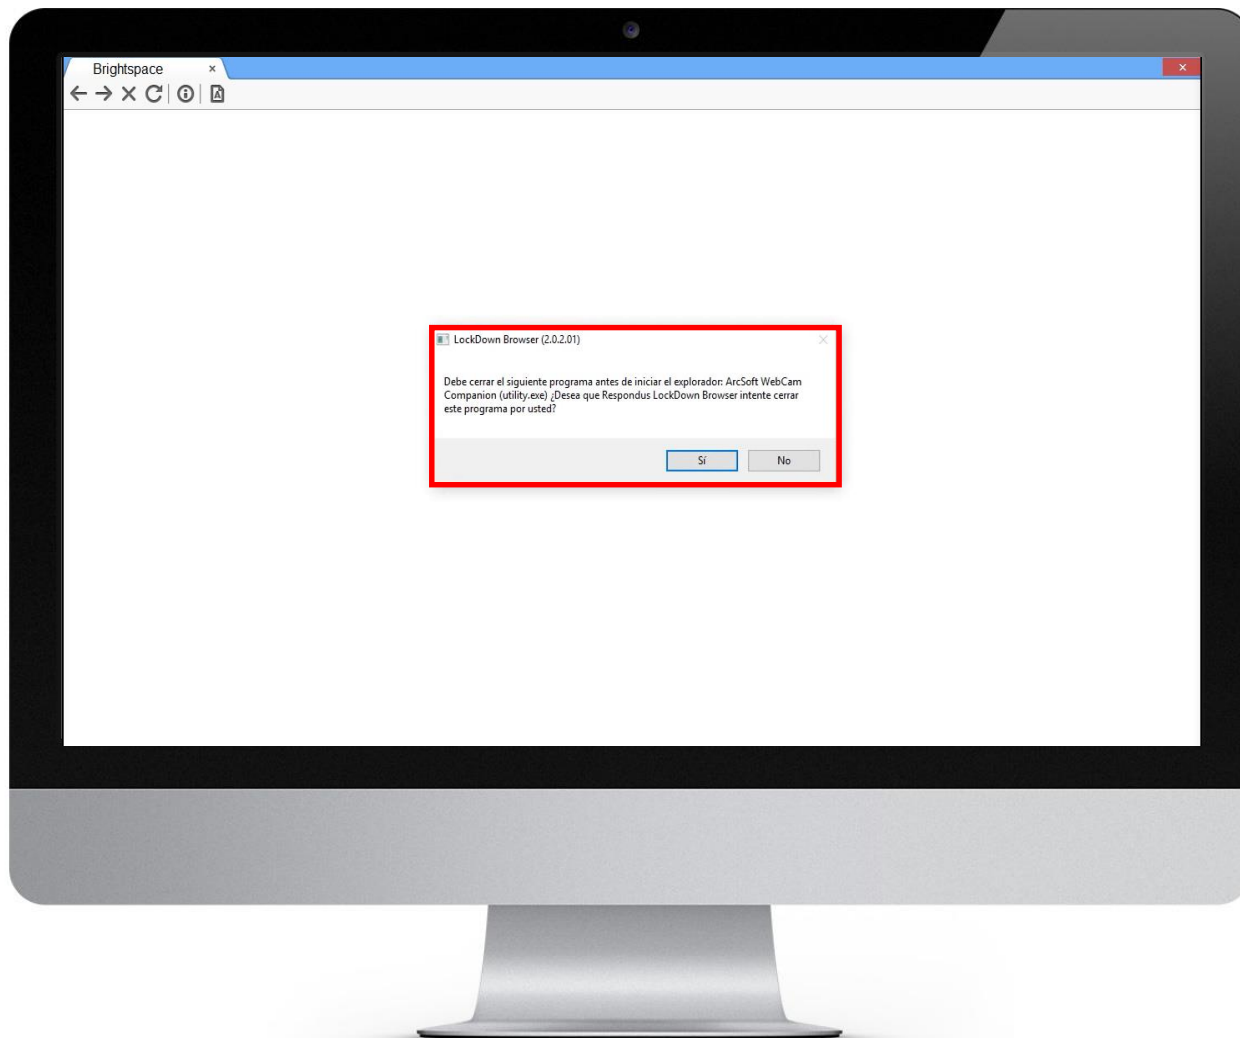 Brightspace
LockDown Browser (2.0.2.01)
Debe cerrar el siguiente programa antes de iniciar el explorador: ArcSoft WebCam
Companion (utility.exe) ¿Desea que Respondus LockDown Browser intente cerrar
este programa por usted?
Sí No